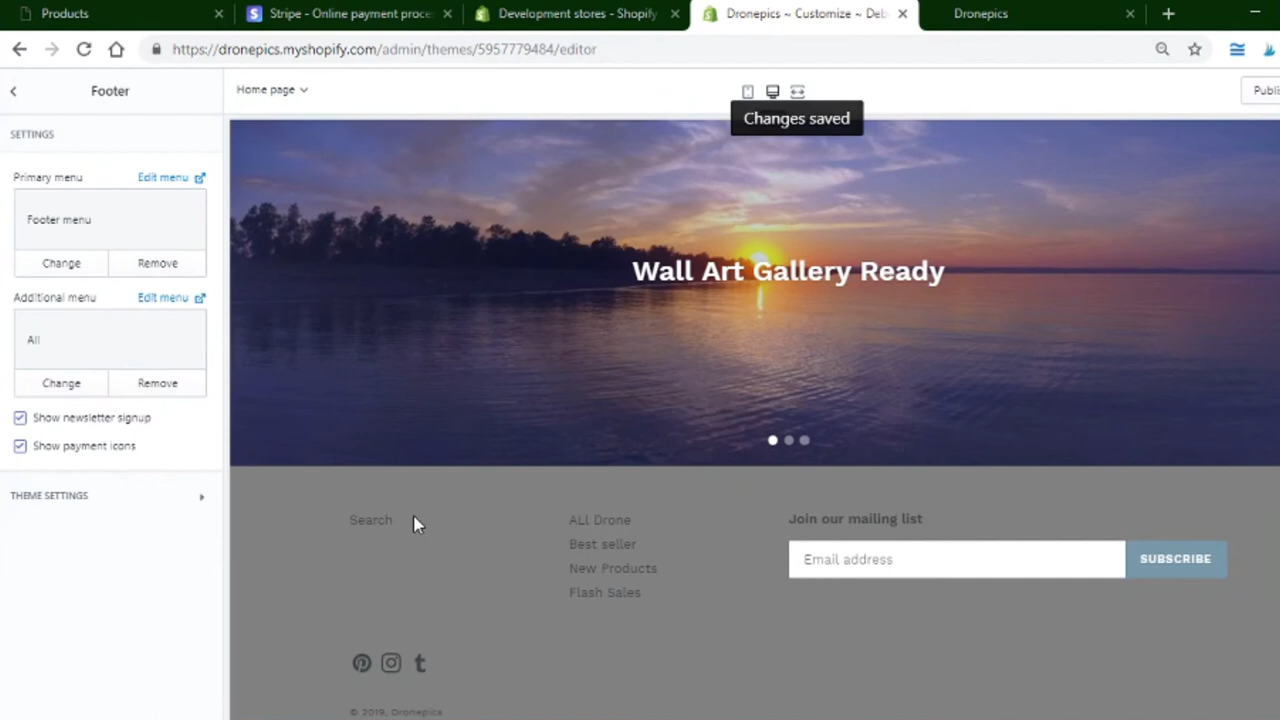 Products
Stripe - Online payment proce
Development stores - Shopify
Dronepics ~ Customize ~ Deb
Dronepics
https://dronepics.myshopify.com/admin/themes/5957779484/editor
Footer
Home page
Publi
Changes saved
SETTINGS
Primary menu
Edit menu
Footer menu
Change
Remove
Additional menu
Edit menu
All
Change
Remove
Show newsletter signup
Show payment icons
THEME SETTINGS
Wall Art Gallery Ready
Search
ALL Drone
Best seller
New Products
Flash Sales
Join our mailing list
Email address
SUBSCRIBE
© 2019, Dronepics